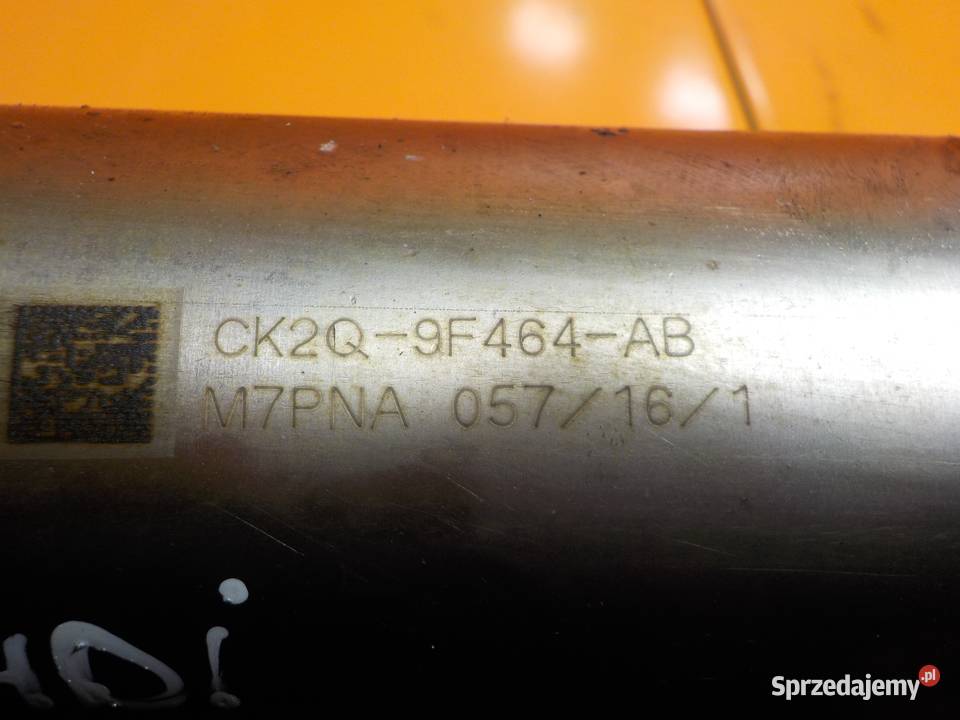 CK2Q-9F464-AB
M7PNA 057/16/1
Sprzedajemy.pl